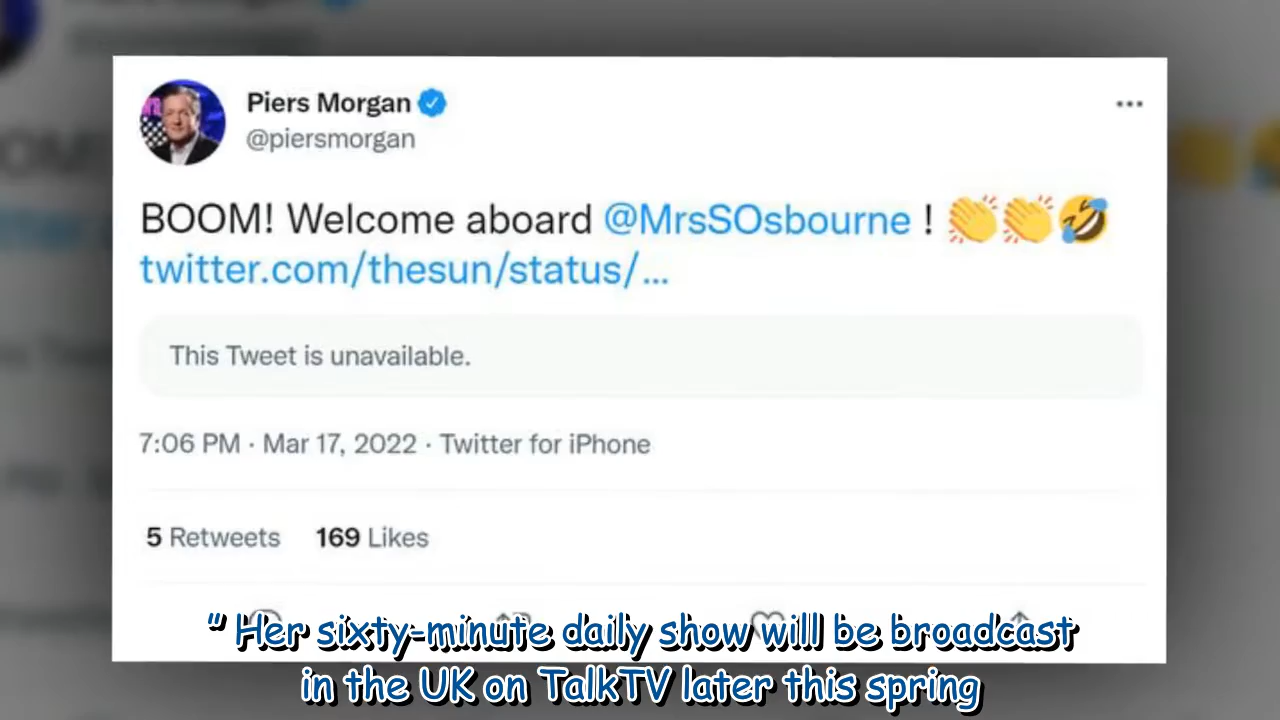 Piers Morgan
@piersmorgan
BOOM! Welcome aboard @MrsSOsbourne ! 👏👏🤣
twitter.com/thesun/status/...
This Tweet is unavailable.
7:06 PM · Mar 17, 2022 · Twitter for iPhone
5 Retweets 169 Likes
" Her sixty-minute daily show will be broadcast
in the UK on TalkTV later this spring